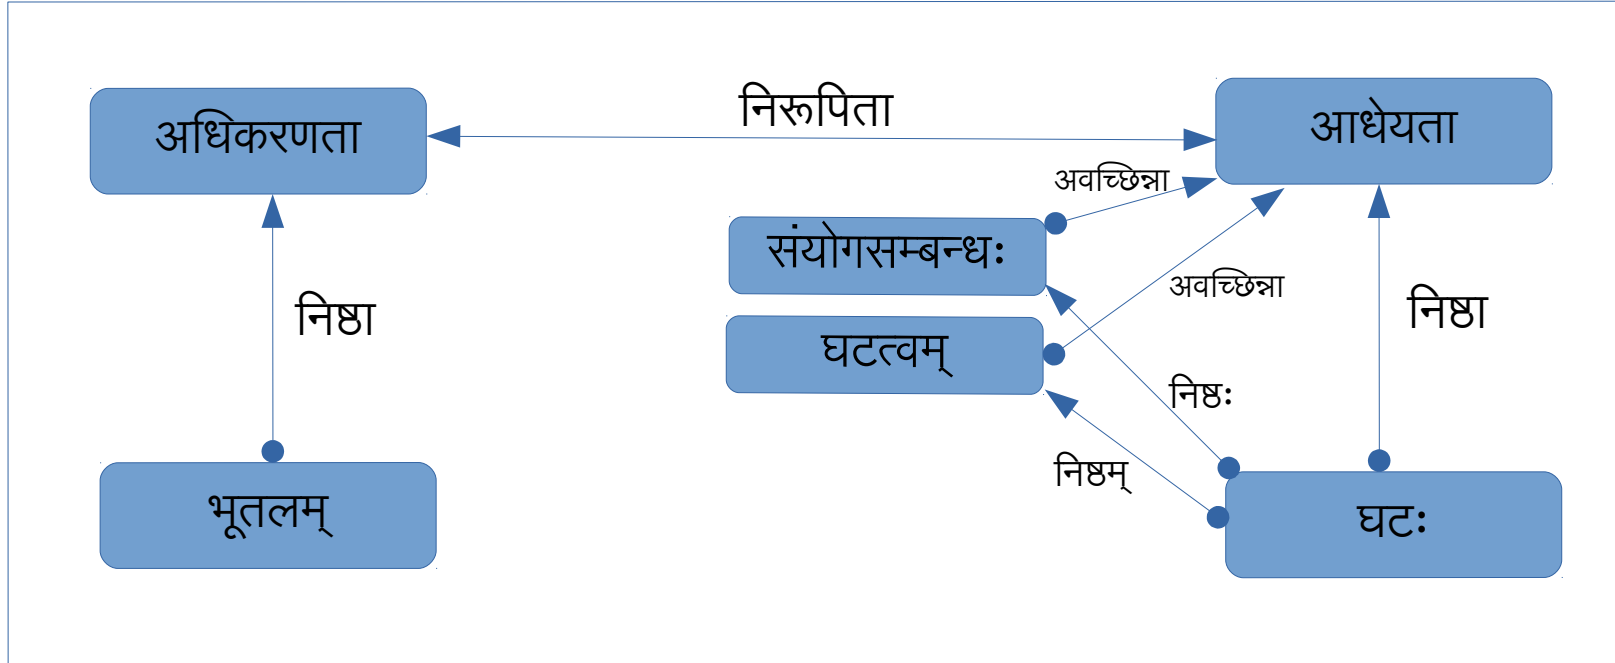 निरूपिता
अधिकरणता
आधेयता
अवच्छिन्ना
संयोगसम्बन्धः
अवच्छिन्ना
निष्ठा
निष्ठा
घटत्वम्
निष्ठः
निष्ठम्
भूतलम्
घटः